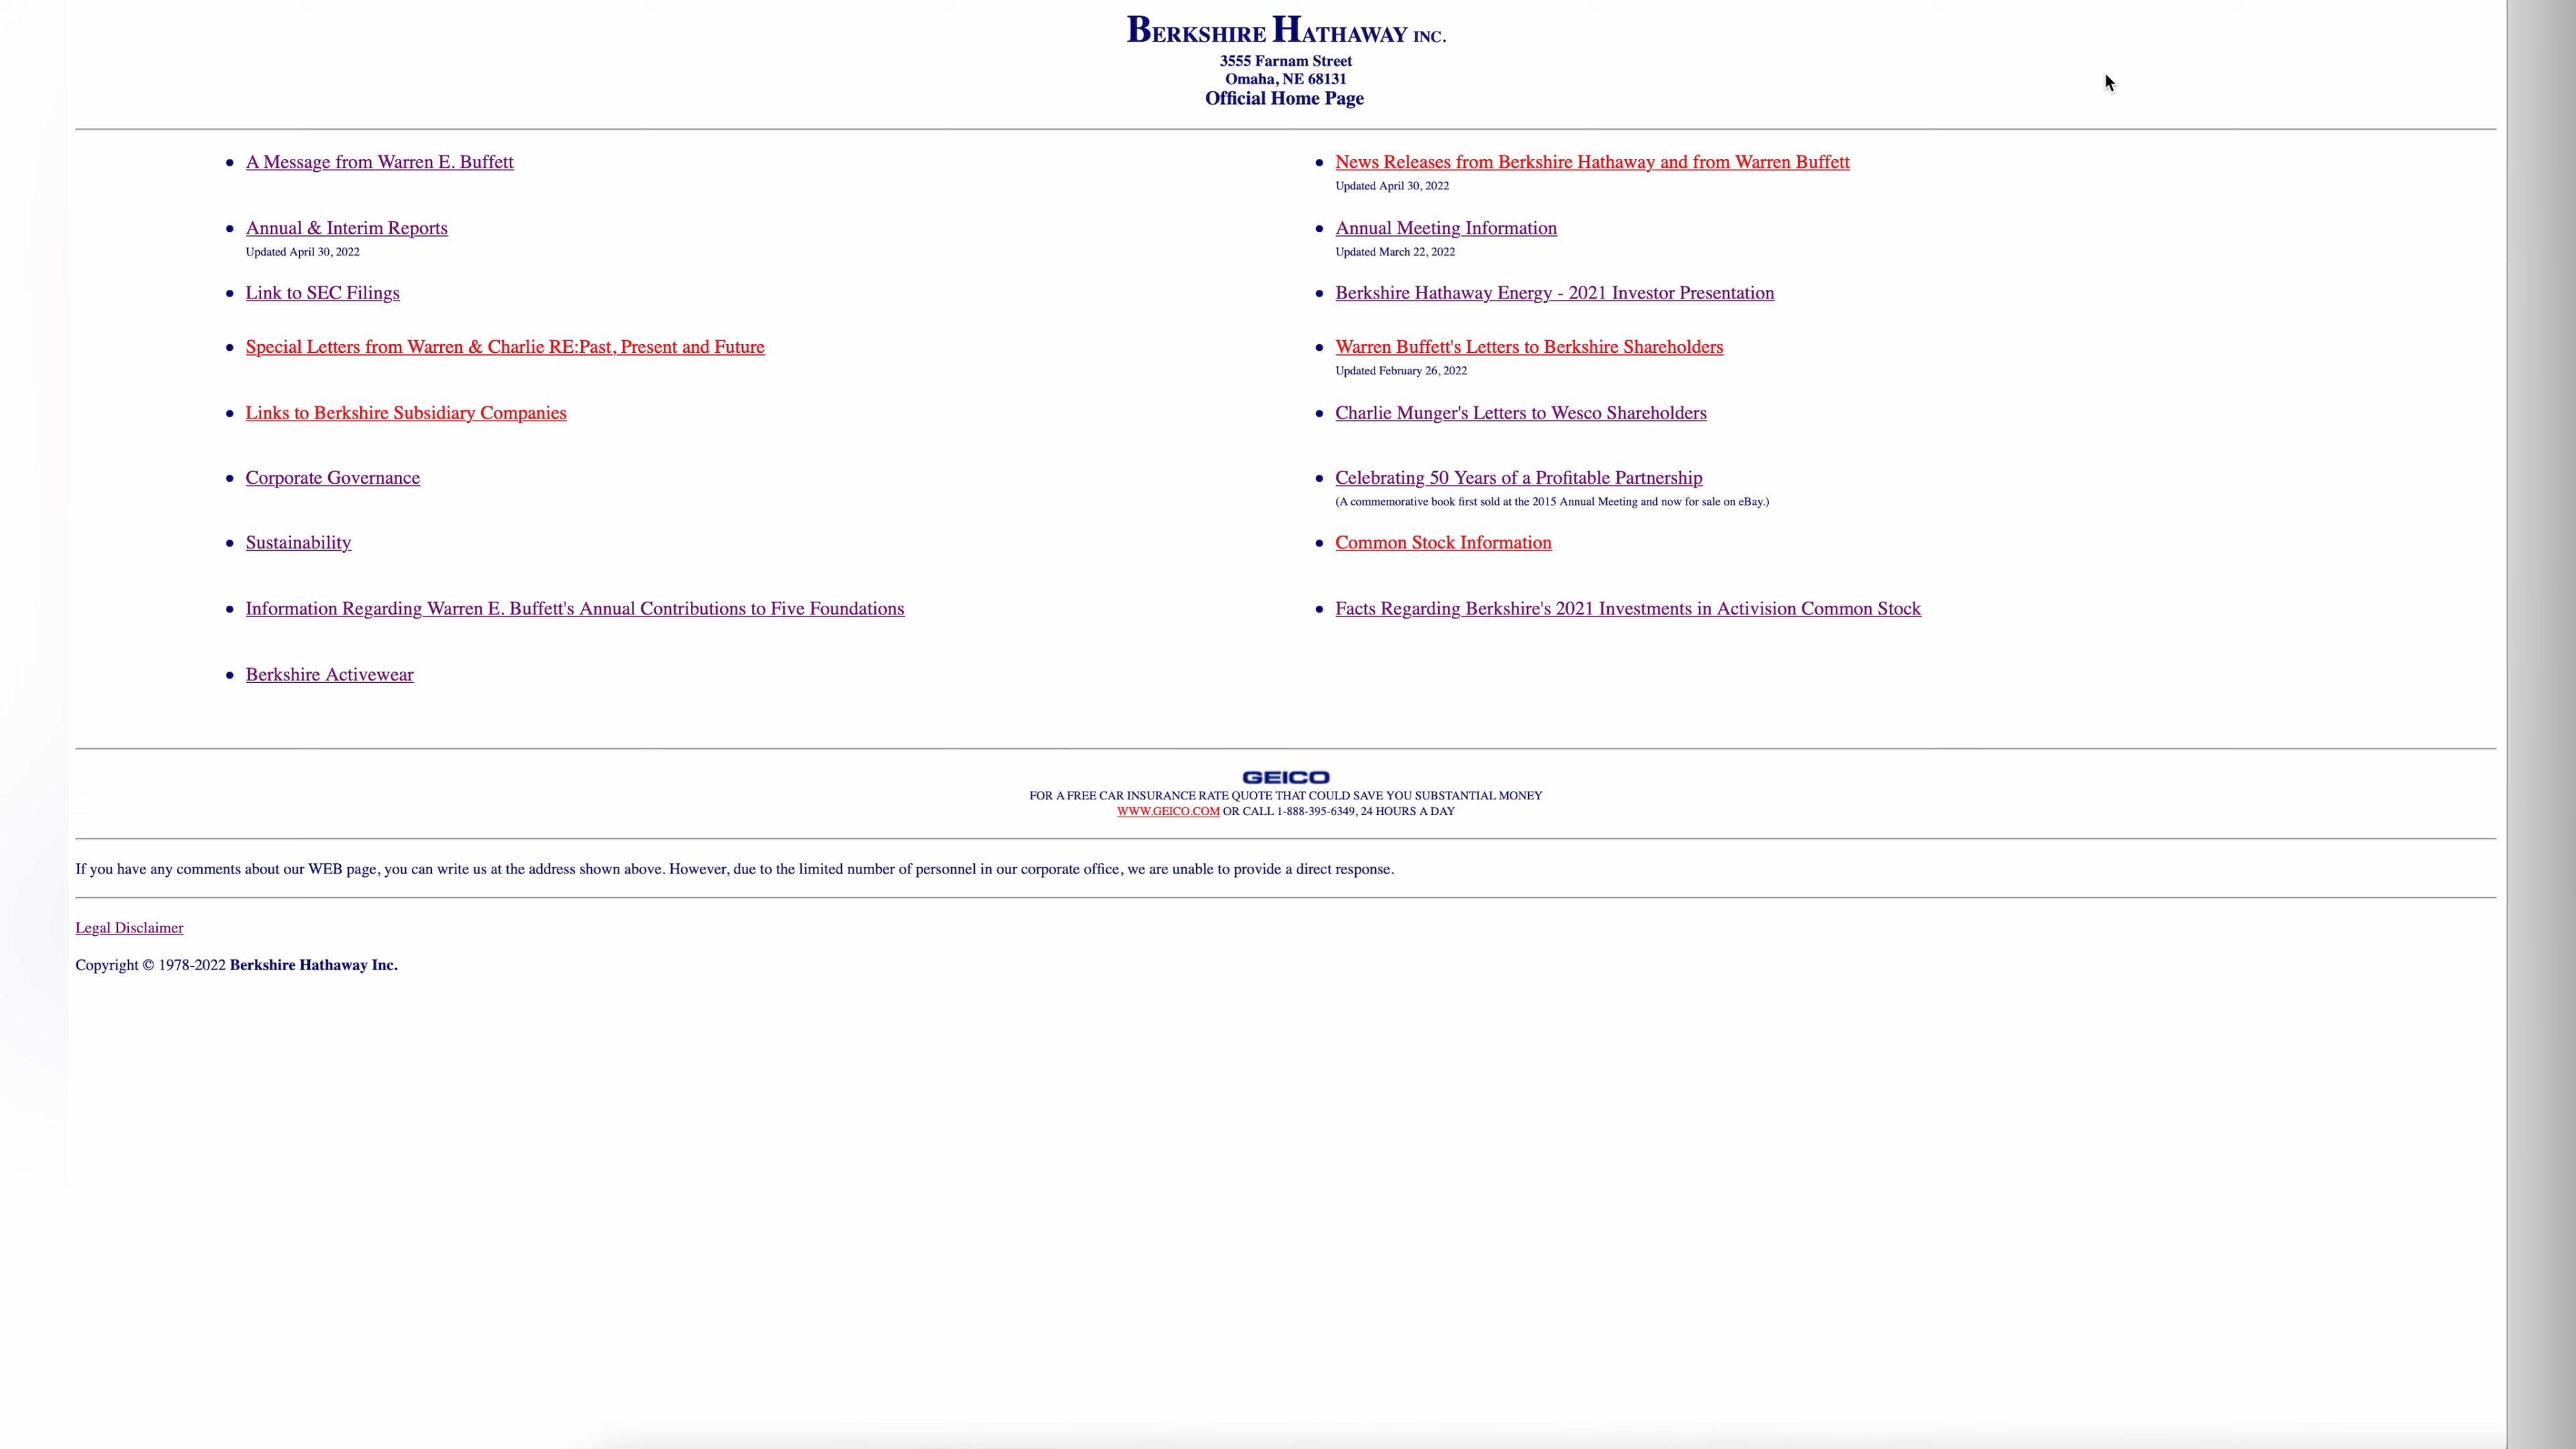 BERKSHIRE HATHAWAY INC.
3555 Farnam Street
Omaha, NE 68131
Official Home Page
A Message from Warren E. Buffett
News Releases from Berkshire Hathaway and from Warren Buffett
Updated April 30, 2022
Annual & Interim Reports
Updated April 30, 2022
Annual Meeting Information
Updated March 22, 2022
Link to SEC Filings
Berkshire Hathaway Energy - 2021 Investor Presentation
Special Letters from Warren & Charlie RE:Past, Present and Future
Warren Buffett's Letters to Berkshire Shareholders
Updated February 26, 2022
Links to Berkshire Subsidiary Companies
Charlie Munger's Letters to Wesco Shareholders
Corporate Governance
Celebrating 50 Years of a Profitable Partnership
(A commemorative book first sold at the 2015 Annual Meeting and now for sale on eBay.)
Sustainability
Common Stock Information
Information Regarding Warren E. Buffett's Annual Contributions to Five Foundations
Facts Regarding Berkshire's 2021 Investments in Activision Common Stock
Berkshire Activewear
GEICO
FOR A FREE CAR INSURANCE RATE QUOTE THAT COULD SAVE YOU SUBSTANTIAL MONEY
WWW.GEICO.COM OR CALL 1-888-395-6349, 24 HOURS A DAY
If you have any comments about our WEB page, you can write us at the address shown above. However, due to the limited number of personnel in our corporate office, we are unable to provide a direct response.
Legal Disclaimer
Copyright © 1978-2022 Berkshire Hathaway Inc.